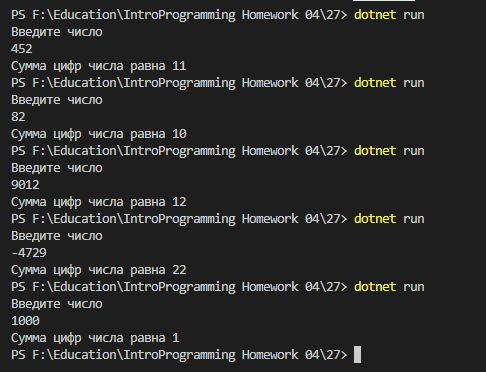 PS F:\Education\IntroProgramming Homework 04\27> dotnet run
Введите число
452
Сумма цифр числа равна 11
PS F:\Education\IntroProgramming Homework 04\27> dotnet run
Введите число
82
Сумма цифр числа равна 10
PS F:\Education\IntroProgramming Homework 04\27> dotnet run
Введите число
9012
Сумма цифр числа равна 12
PS F:\Education\IntroProgramming Homework 04\27> dotnet run
Введите число
-4729
Сумма цифр числа равна 22
PS F:\Education\IntroProgramming Homework 04\27> dotnet run
Введите число
1000
Сумма цифр числа равна 1
PS F:\Education\IntroProgramming Homework 04\27>